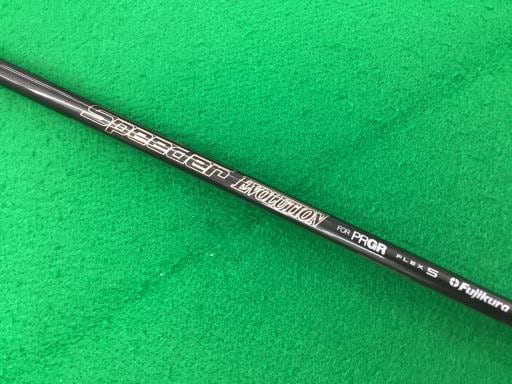 Speeder EVOLUTION FOR PRGR FLEX S Fujikura